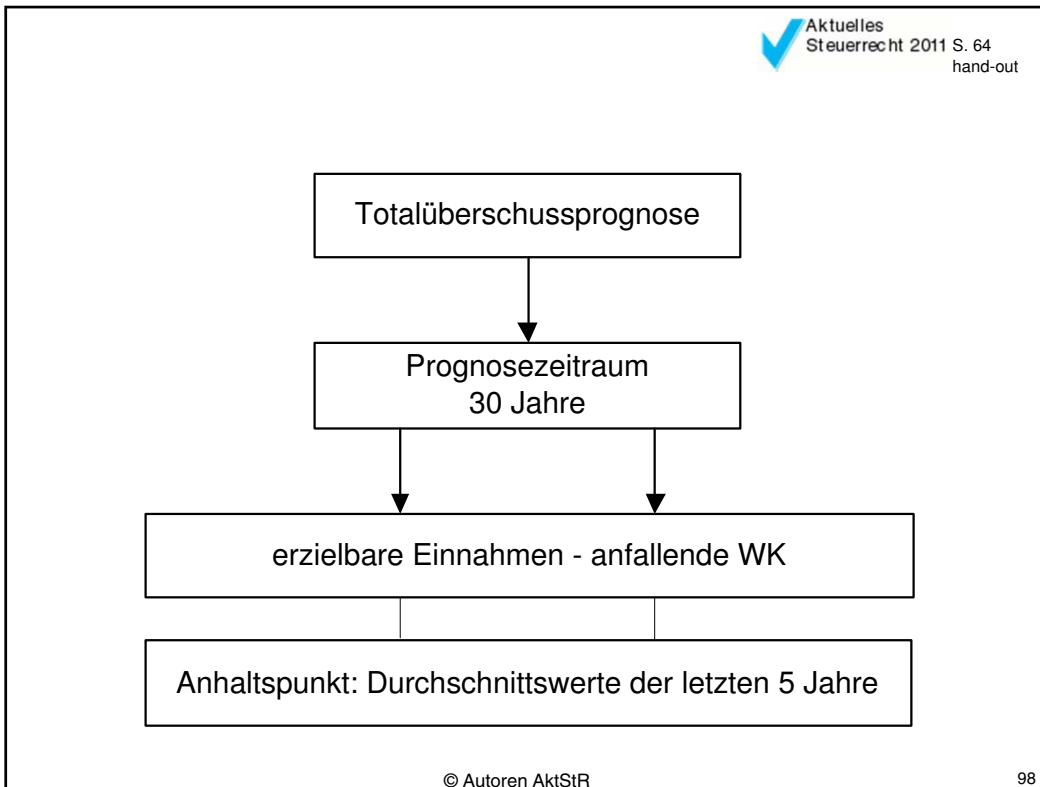 Aktuelles
Steuerrecht 2011 S. 64
hand-out
Totalüberschussprognose
Prognosezeitraum
30 Jahre
erzielbare Einnahmen - anfallende WK
Anhaltspunkt: Durchschnittswerte der letzten 5 Jahre
© Autoren AktStR
98